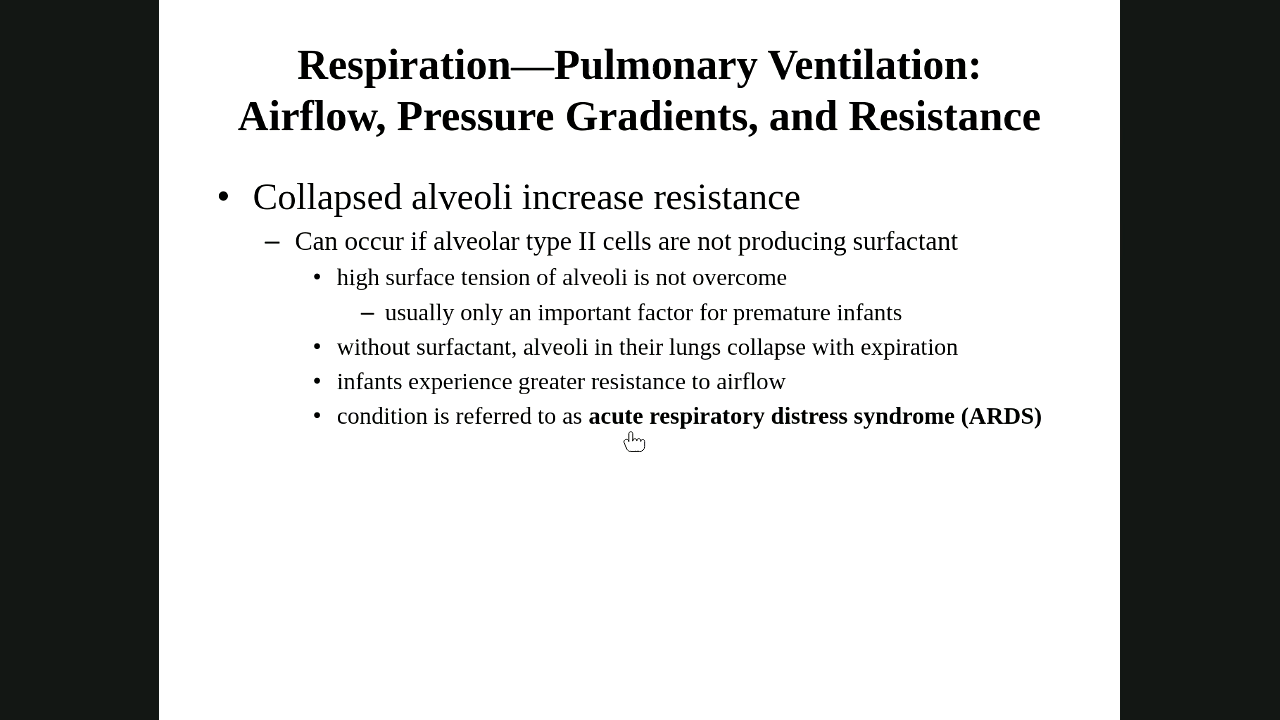 Respiration—Pulmonary Ventilation:
Airflow, Pressure Gradients, and Resistance
• Collapsed alveoli increase resistance
– Can occur if alveolar type II cells are not producing surfactant
• high surface tension of alveoli is not overcome
– usually only an important factor for premature infants
• without surfactant, alveoli in their lungs collapse with expiration
• infants experience greater resistance to airflow
• condition is referred to as acute respiratory distress syndrome (ARDS)